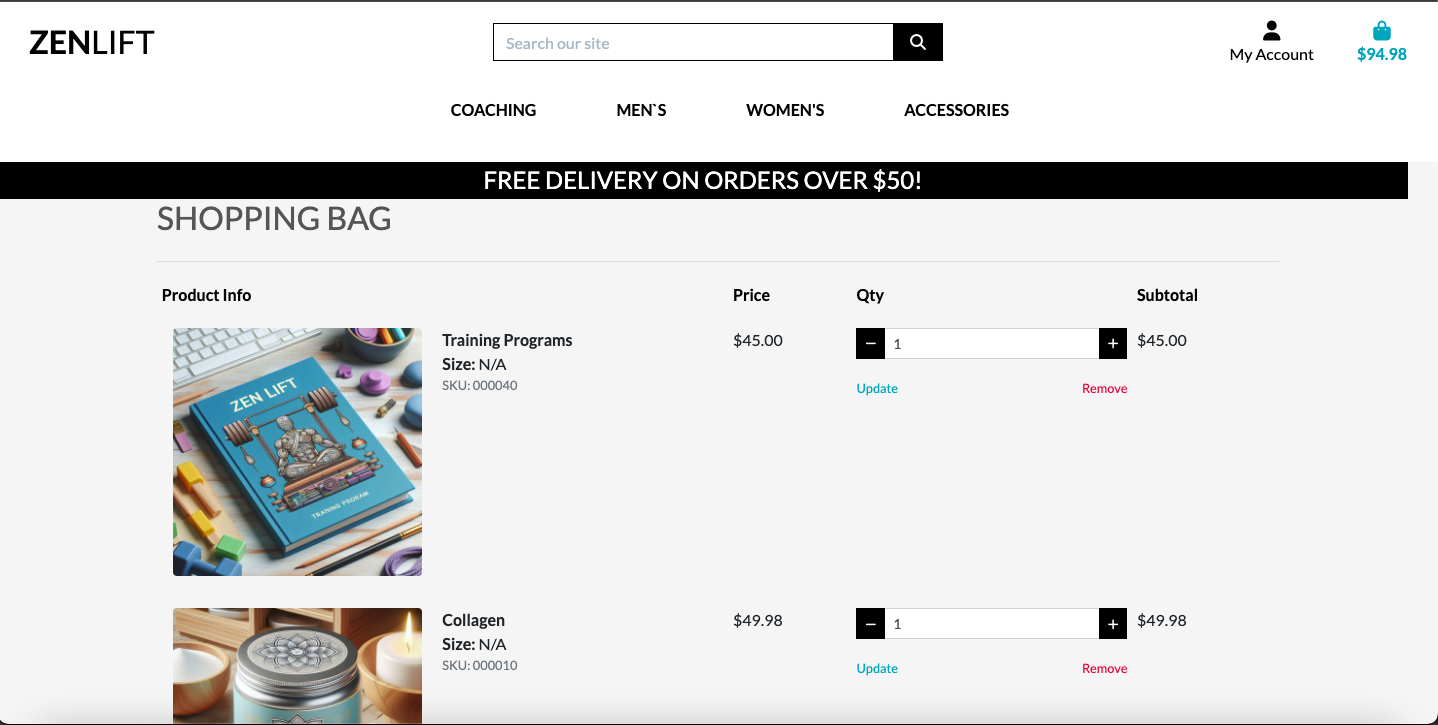 ZENLIFT
Search our site
My Account
$94.98
COACHING MEN`S WOMEN'S ACCESSORIES
FREE DELIVERY ON ORDERS OVER $50!
SHOPPING BAG
Product Info Price Qty Subtotal
Training Programs $45.00 1 $45.00
Size: N/A
SKU: 000040
Update Remove
ZEN LIFT
TRAINING PROGRAM
Collagen $49.98 1 $49.98
Size: N/A
SKU: 000010
Update Remove